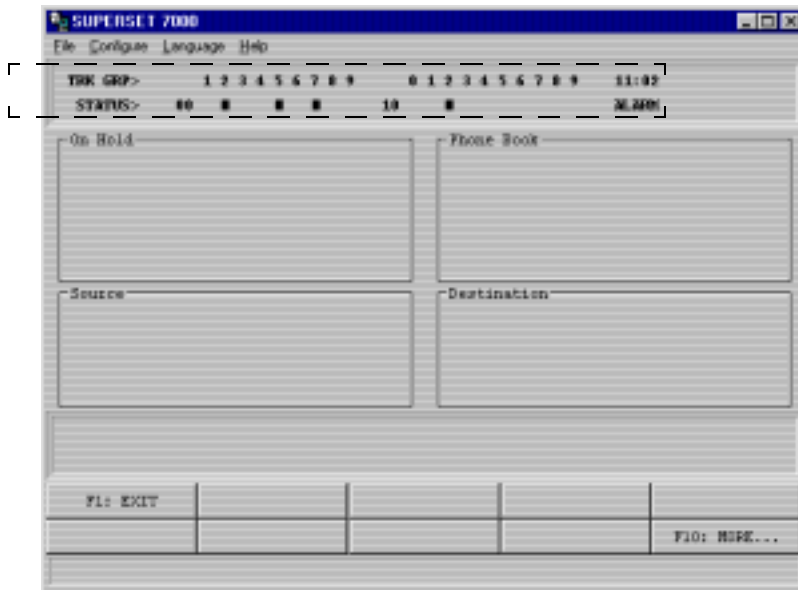 SUPERSET 7000
File Configure Language Help
TRK GRP> 1 2 3 4 5 6 7 8 9 0 1 2 3 4 5 6 7 8 9 11:02
STATUS> 00 ■ ■ ■ 10 ■ ALARM
On Hold
Phone Book
Source
Destination
F1: EXIT
F10: MORE...